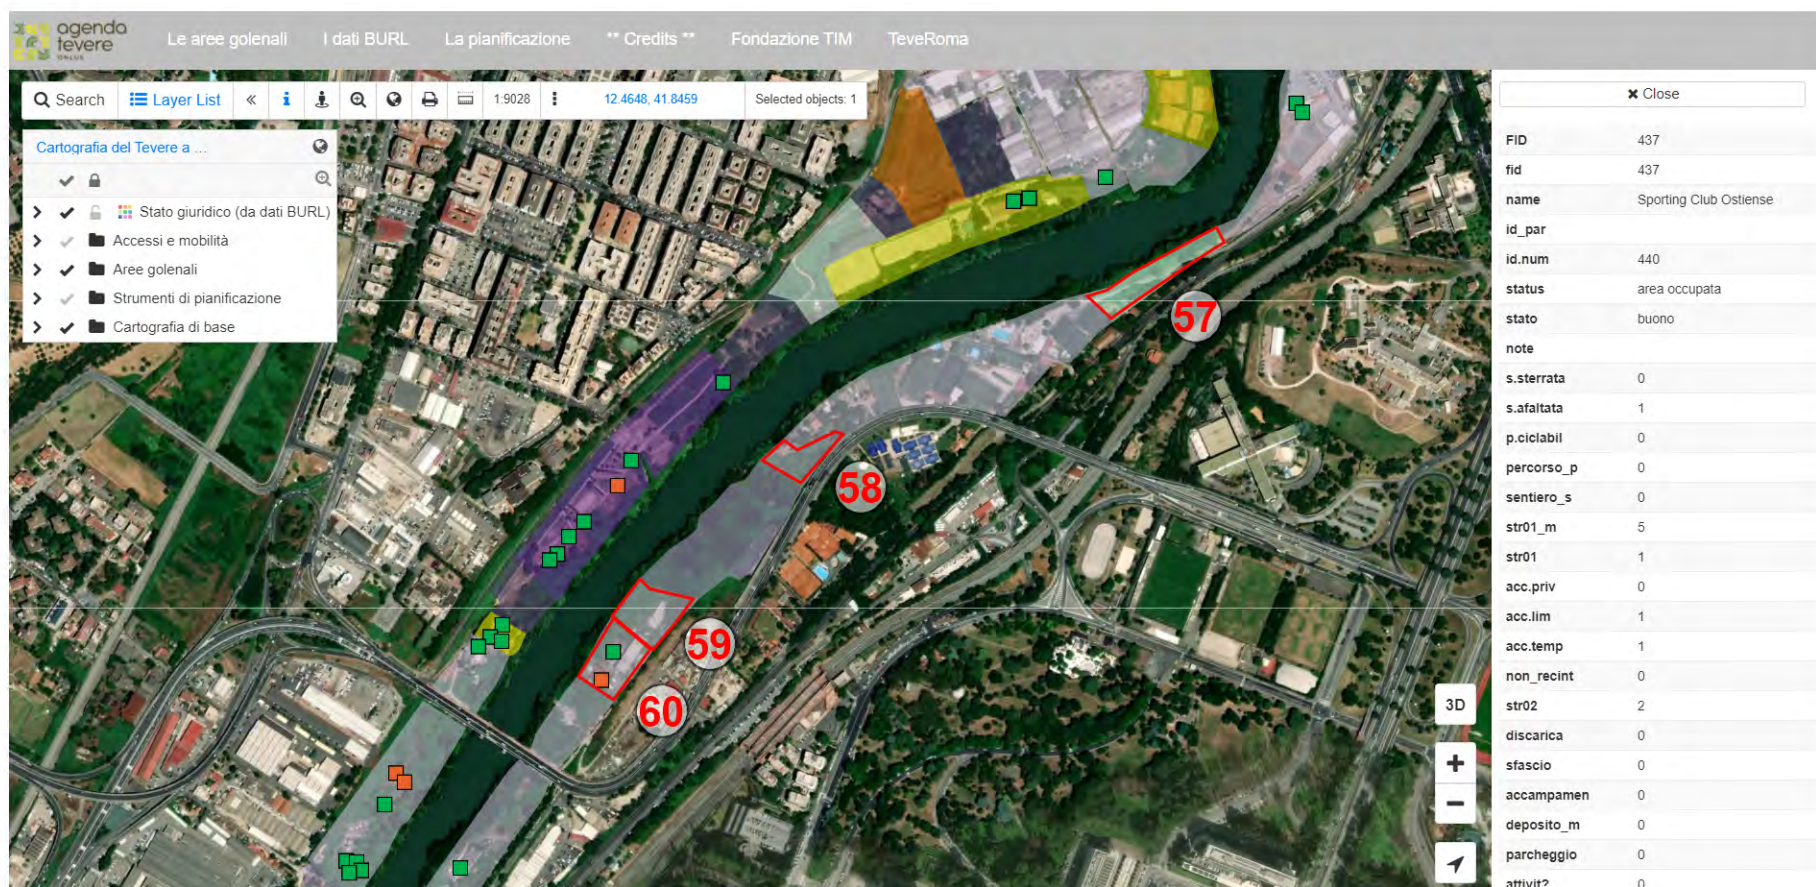 agenda
tevere
ONLUS
Le aree golenali
I dati BURL
La pianificazione
** Credits **
Fondazione TIM
TeveRoma
Search
Layer List
«
i
1:9028
12.4648, 41.8459
Selected objects: 1
Cartografia del Tevere a ...
Stato giuridico (da dati BURL)
Accessi e mobilità
Aree golenali
Strumenti di pianificazione
Cartografia di base
57
58
59
60
3D
+
−
✖ Close
FID 437
fid 437
name Sporting Club Ostiense
id_par
id.num 440
status area occupata
stato buono
note
s.sterrata 0
s.afaltata 1
p.ciclabil 0
percorso_p 0
sentiero_s 0
str01_m 5
str01 1
acc.priv 0
acc.lim 1
acc.temp 1
non_recint 0
str02 2
discarica 0
sfascio 0
accampamen 0
deposito_m 0
parcheggio 0
attivit? 0